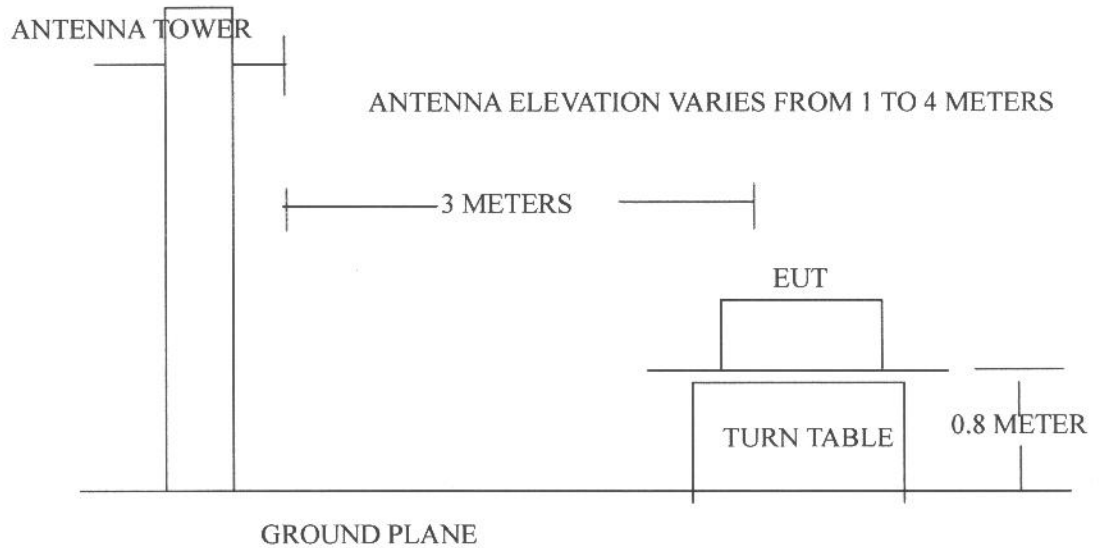 ANTENNA TOWER
ANTENNA ELEVATION VARIES FROM 1 TO 4 METERS
3 METERS
EUT
0.8 METER
TURN TABLE
GROUND PLANE